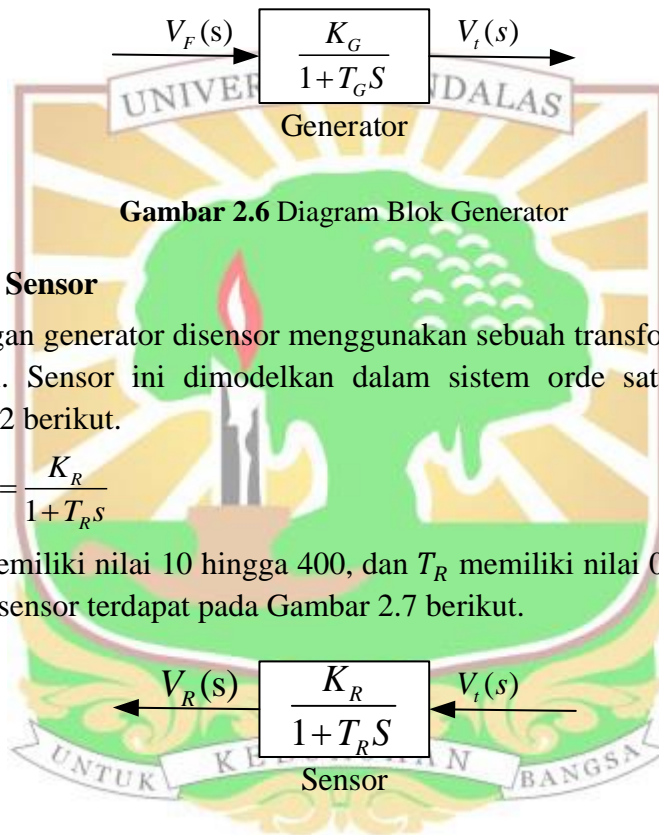 V_F(s) K_G V_t(s)
1+T_G S
UNIVER NDALAS
Generator
Gambar 2.6 Diagram Blok Generator
Sensor
gan generator disensor menggunakan sebuah transfo
. Sensor ini dimodelkan dalam sistem orde sat
2 berikut.
= K_R
1+T_R s
emiliki nilai 10 hingga 400, dan T_R memiliki nilai 0
sensor terdapat pada Gambar 2.7 berikut.
V_R(s) K_R V_t(s)
1+T_R S
UNTUK KE AN BANGSA
Sensor